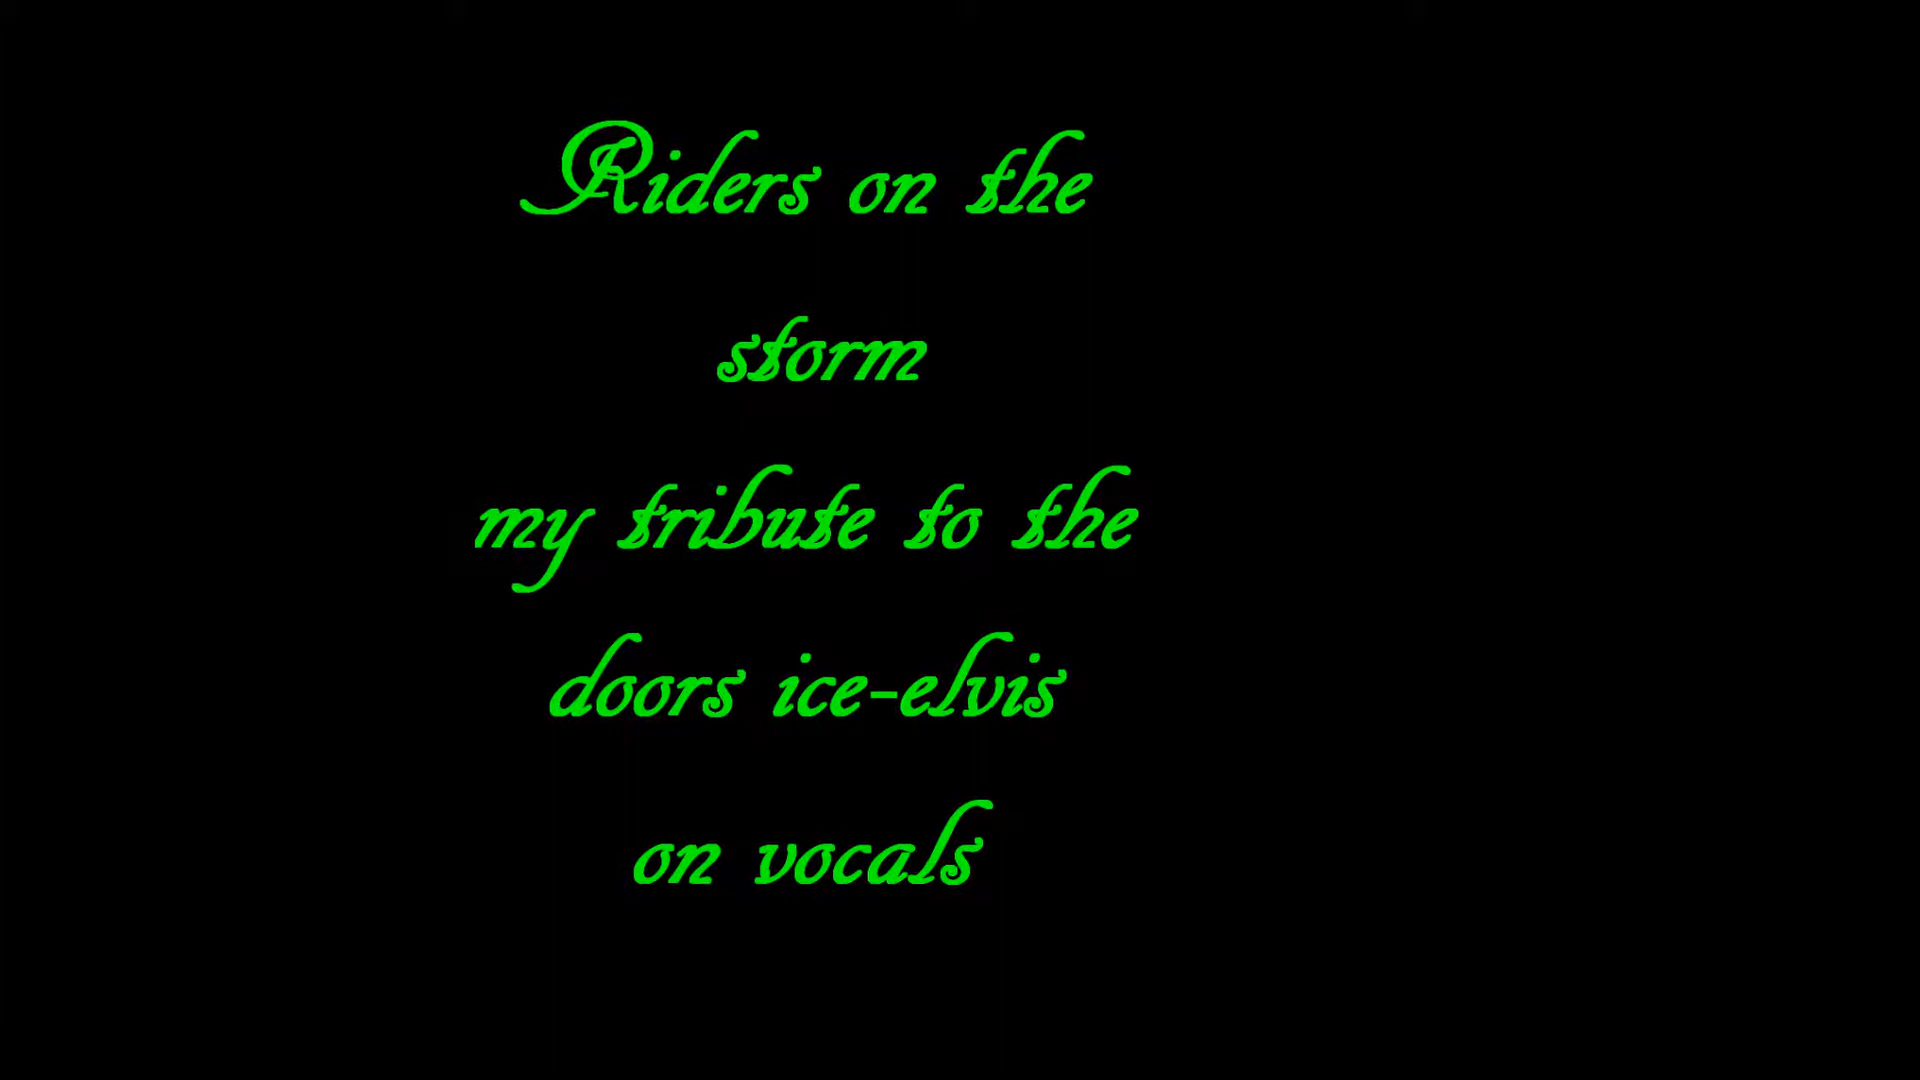 Riders on the
storm
my tribute to the
doors ice-elvis
on vocals